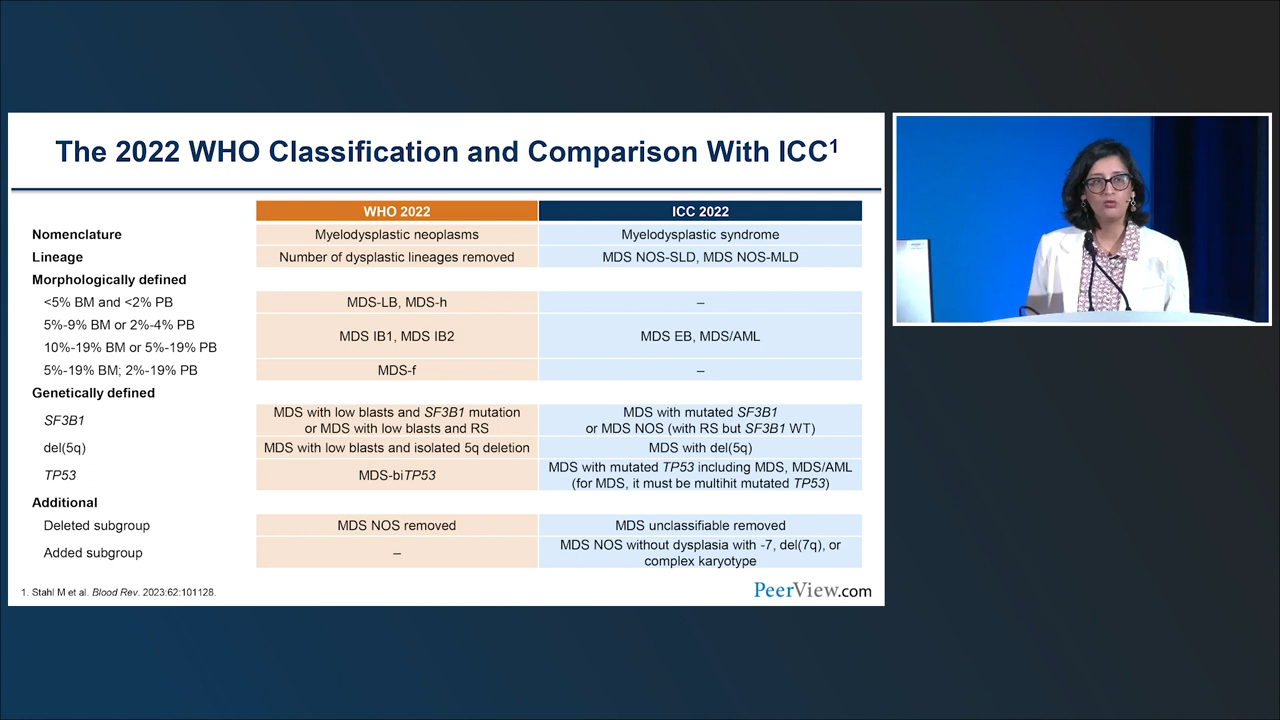 The 2022 WHO Classification and Comparison With ICC1
WHO 2022 ICC 2022
Nomenclature Myelodysplastic neoplasms Myelodysplastic syndrome
Lineage Number of dysplastic lineages removed MDS NOS-SLD, MDS NOS-MLD
Morphologically defined
<5% BM and <2% PB MDS-LB, MDS-h –
5%-9% BM or 2%-4% PB
10%-19% BM or 5%-19% PB
MDS IB1, MDS IB2 MDS EB, MDS/AML
5%-19% BM; 2%-19% PB MDS-f –
Genetically defined
SF3B1
MDS with low blasts and SF3B1 mutation
or MDS with low blasts and RS
MDS with mutated SF3B1
or MDS NOS (with RS but SF3B1 WT)
del(5q) MDS with low blasts and isolated 5q deletion MDS with del(5q)
TP53 MDS-biTP53
MDS with mutated TP53 including MDS, MDS/AML
(for MDS, it must be multihit mutated TP53)
Additional
Deleted subgroup MDS NOS removed MDS unclassifiable removed
Added subgroup –
MDS NOS without dysplasia with -7, del(7q), or
complex karyotype
1. Stahl M et al. Blood Rev. 2023:62:101128.
PeerView.com